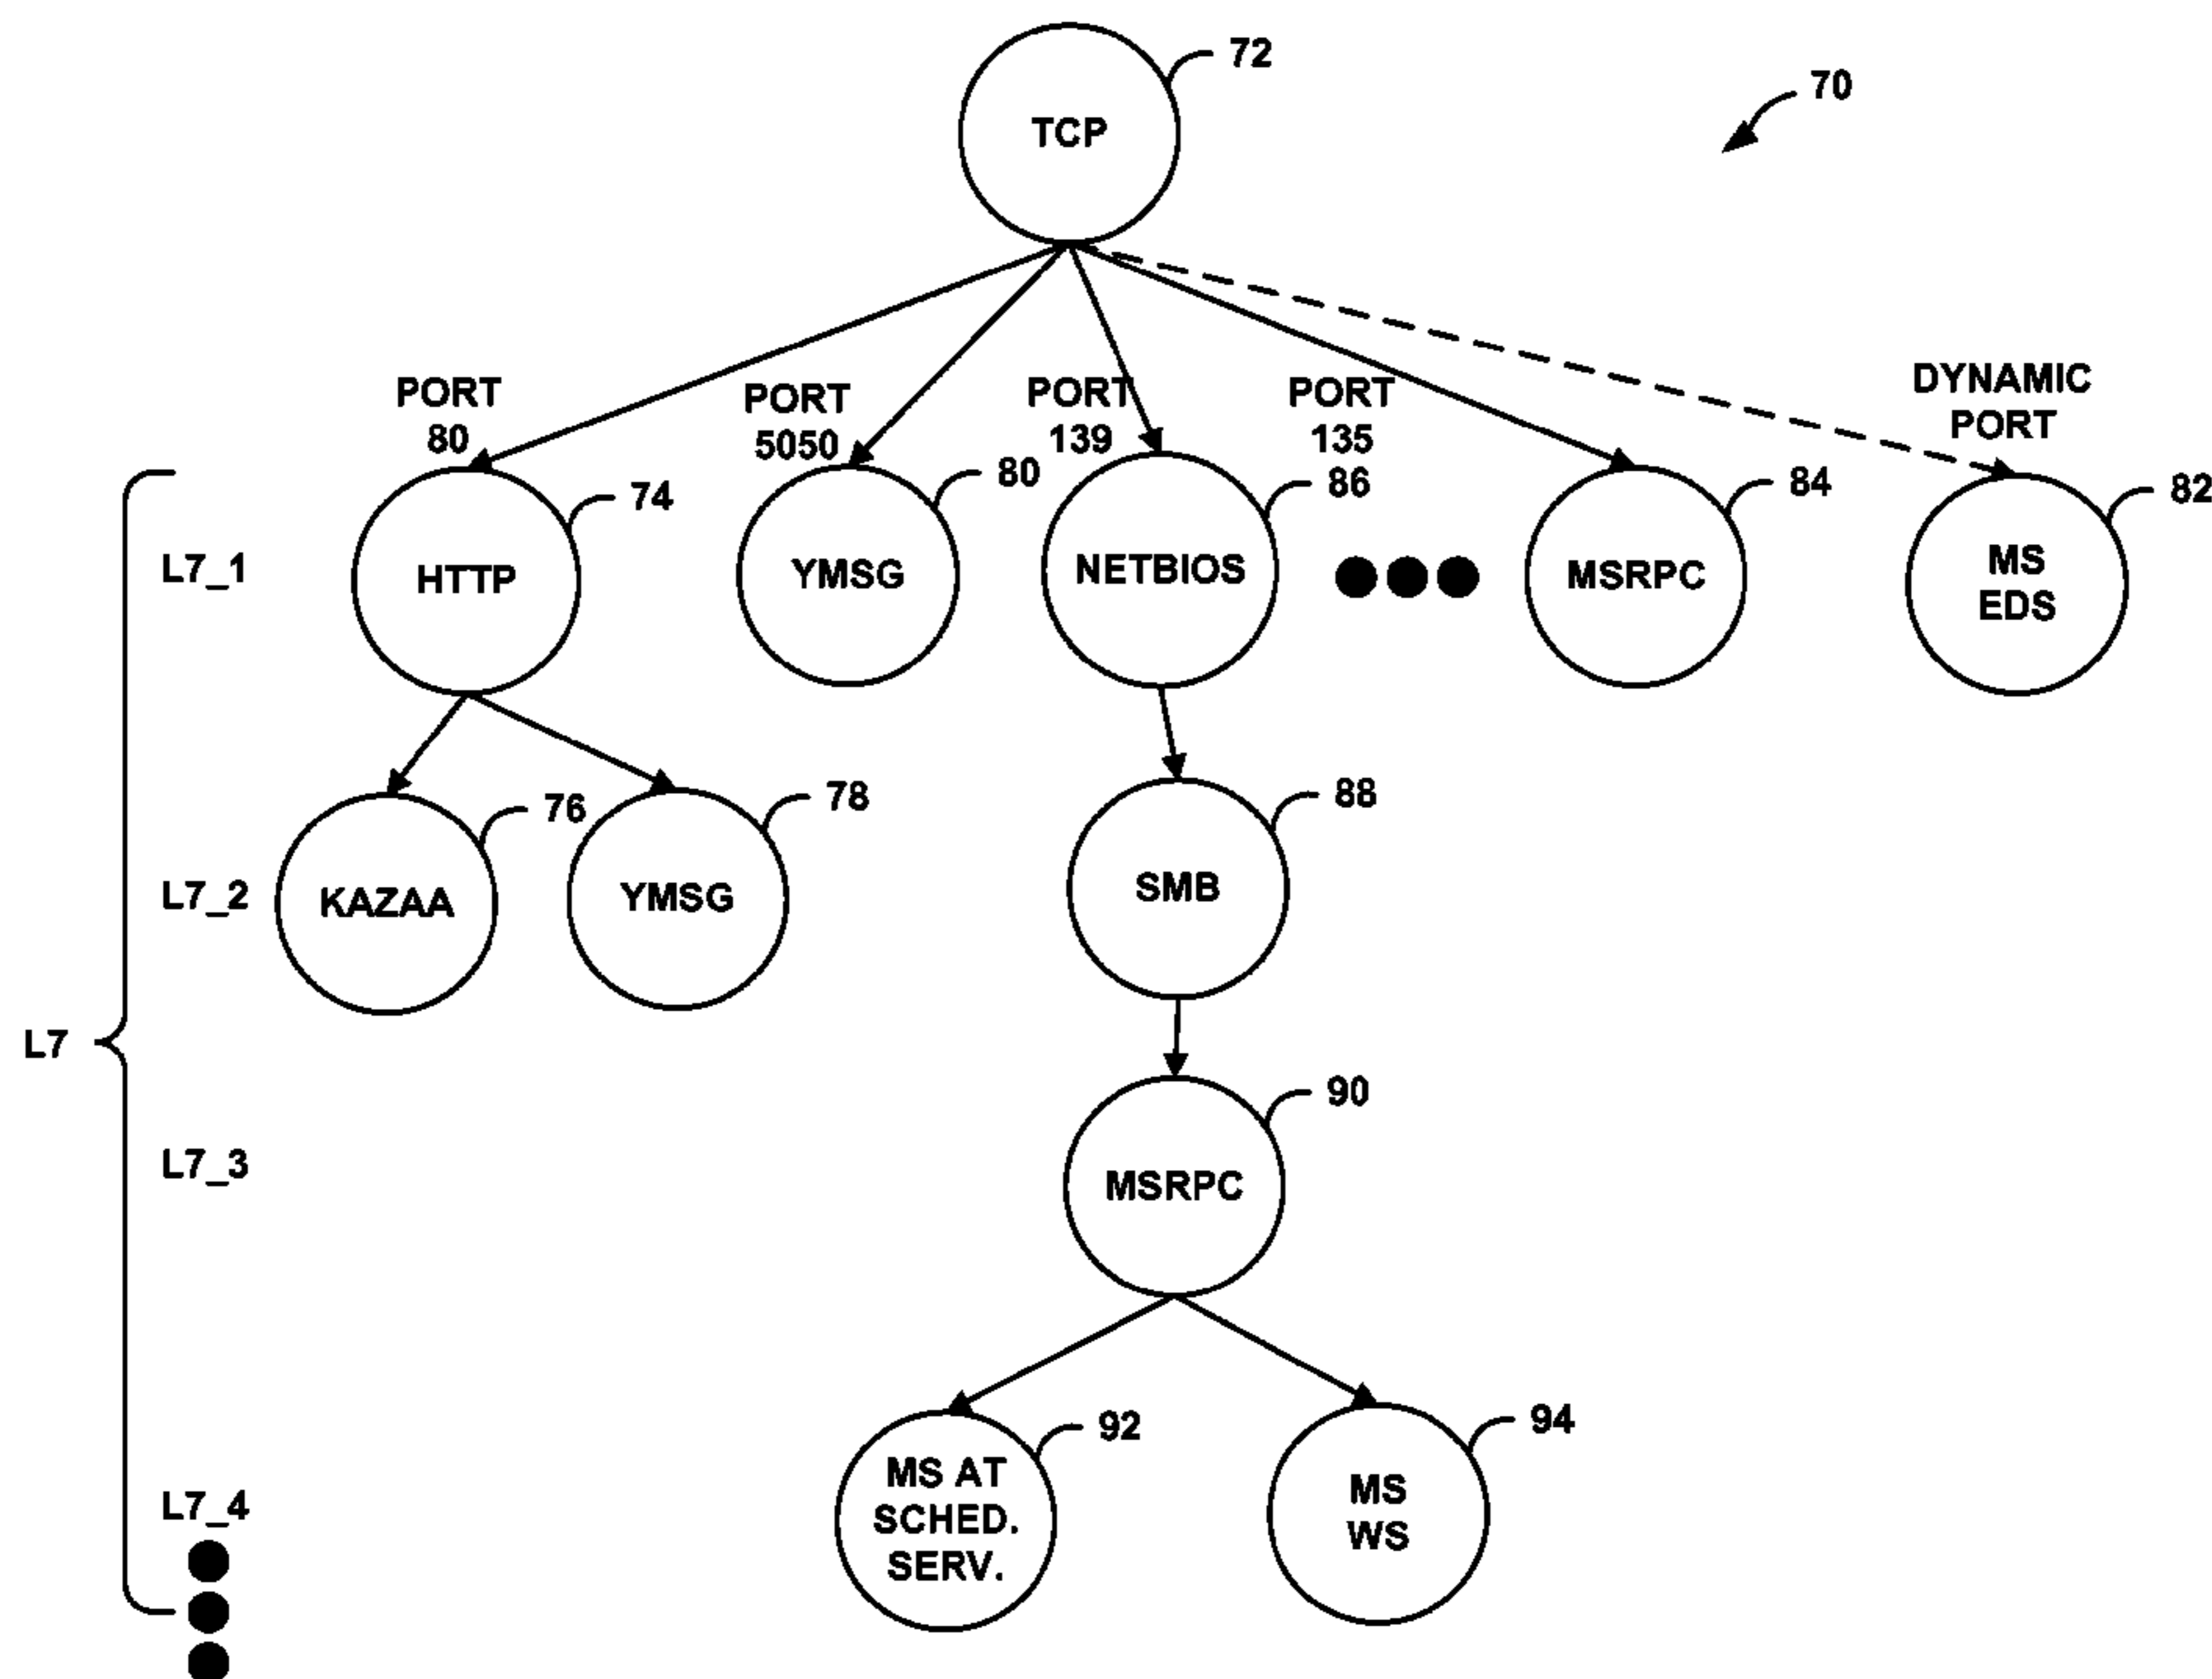 72
70
TCP
PORT
80
PORT
5050
PORT
139
PORT
135
DYNAMIC
PORT
74
80
86
84
82
L7_1
HTTP
YMSG
NETBIOS
MSRPC
MS
EDS
76
78
88
L7_2
KAZAA
YMSG
SMB
L7
90
L7_3
MSRPC
92
94
L7_4
MS AT
SCHED.
SERV.
MS
WS